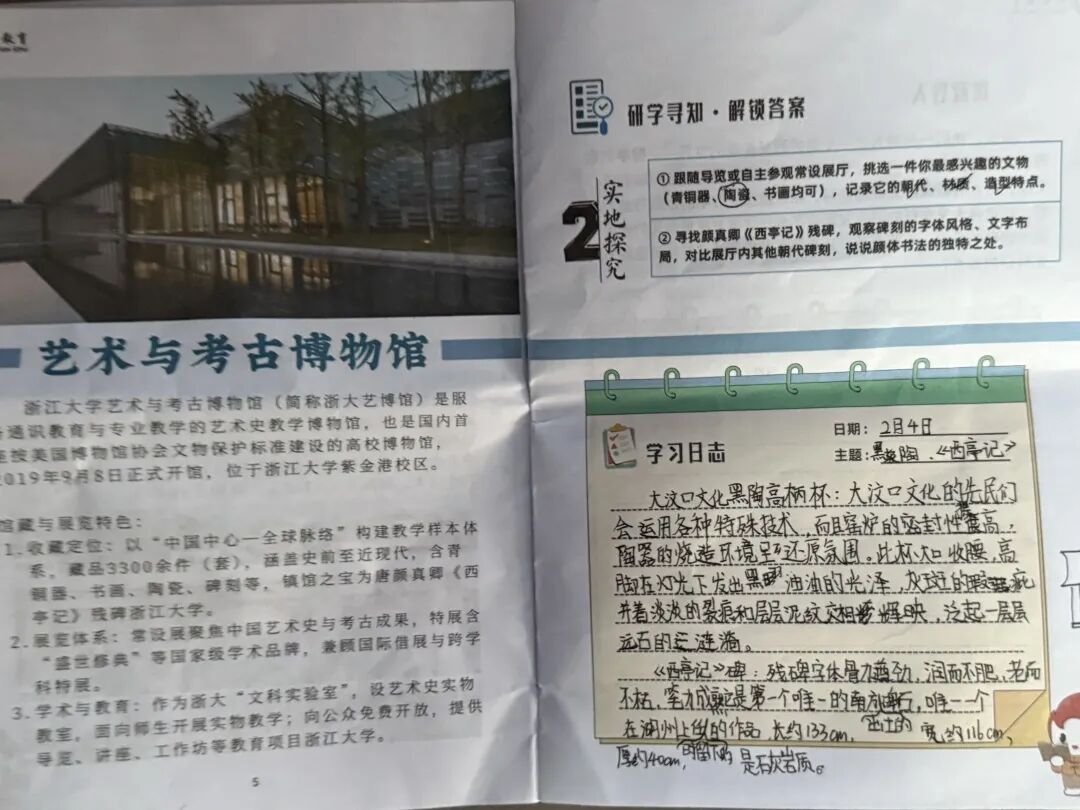 教育
艺术与考古博物馆
浙江大学艺术与考古博物馆（简称浙大艺博馆）是服
通识教育与专业教学的艺术史教学博物馆，也是国内首
按美国博物馆协会文物保护标准建设的高校博物馆，
2019年9月8日正式开馆，位于浙江大学紫金港校区。
馆藏与展览特色：
1. 收藏定位：以“中国中心—全球脉络”构建教学样本体
系，藏品3300余件（套），涵盖史前至近现代，含青
铜器、书画、陶瓷、碑刻等，镇馆之宝为唐颜真卿《西
亭记》残碑浙江大学。
2. 展览体系：常设展聚焦中国艺术史与考古成果，特展含
“盛世修典”等国家级学术品牌，兼顾国际借展与跨学
科特展。
3. 学术与教育：作为浙大“文科实验室”，设艺术史实物
教室，面向师生开展实物教学；向公众免费开放，提供
导览、讲座、工作坊等教育项目浙江大学。
5
研学寻知·解锁答案
2 实地探究
① 跟随导览或自主参观常设展厅，挑选一件你最感兴趣的文物
（青铜器、陶瓷、书画均可），记录它的朝代、材质、造型特点。
② 寻找颜真卿《西亭记》残碑，观察碑刻的字体风格、文字布
局，对比展厅内其他朝代碑刻，说说颜体书法的独特之处。
学习日志
日期：2月4日
主题：黑陶、《西亭记》
大汶口文化黑陶高柄杯：大汶口文化的先民们
会运用各种特殊技术，而且窑炉的密封性高，
陶器的烧造环境呈还原氛围。此杯口收腰，高
脚在灯光下发出黑油油的光泽，灰斑的
着淡淡的裂痕和层层泥纹交相辉映，泛起一层层
远石的涟漪。
《西亭记》碑：残碑字体骨力遒劲，润而不肥，老而
不枯，笔力成熟是第一个唯一的
唯一一个
在湖州上的作品，长约133cm，
宽约116cm，
厚约40cm，
是石灰岩质。